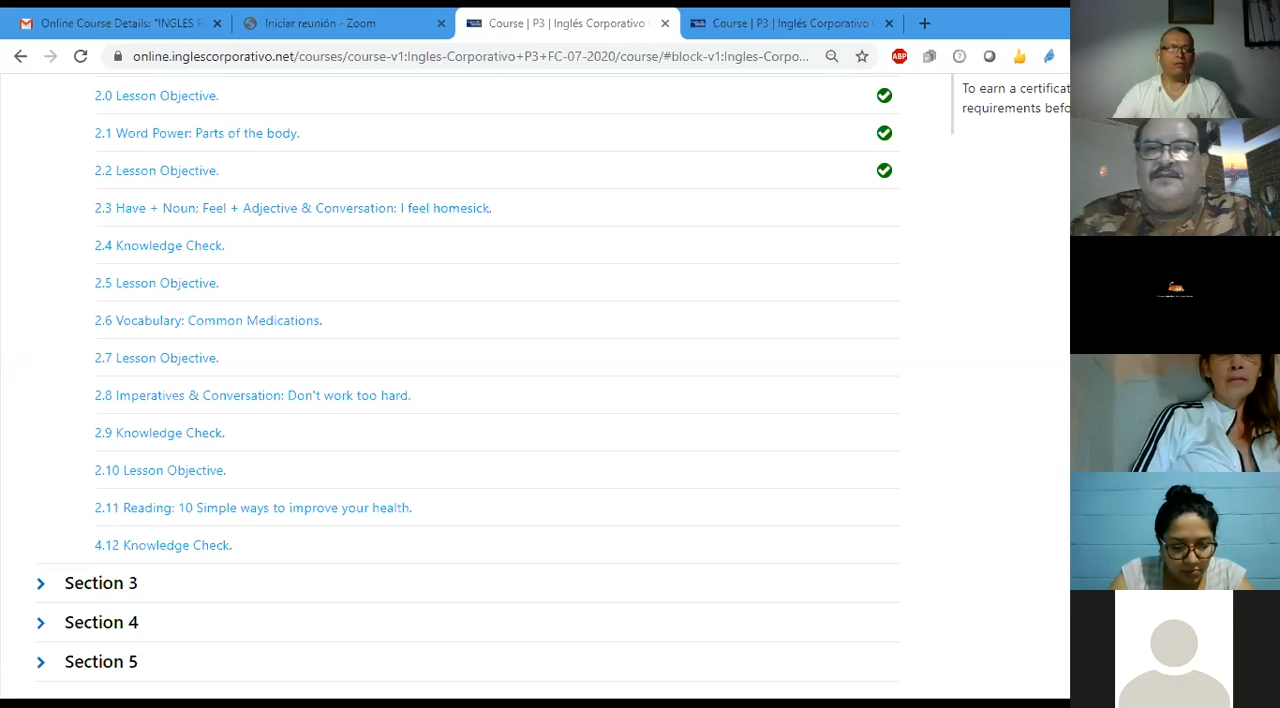 Online Course Details: "INGLES P
Iniciar reunión - Zoom
Course | P3 | Inglés Corporativo
Course | P3 | Inglés Corporativo
online.inglescorporativo.net/courses/course-v1:Ingles-Corporativo+P3+FC-07-2020/course/#block-v1:Ingles-Corpo...
ABP
To earn a certificat
requirements befo
2.0 Lesson Objective.
2.1 Word Power: Parts of the body.
2.2 Lesson Objective.
2.3 Have + Noun; Feel + Adjective & Conversation: I feel homesick.
2.4 Knowledge Check.
2.5 Lesson Objective.
2.6 Vocabulary: Common Medications.
2.7 Lesson Objective.
2.8 Imperatives & Conversation: Don't work too hard.
2.9 Knowledge Check.
2.10 Lesson Objective.
2.11 Reading: 10 Simple ways to improve your health.
4.12 Knowledge Check.
Section 3
Section 4
Section 5